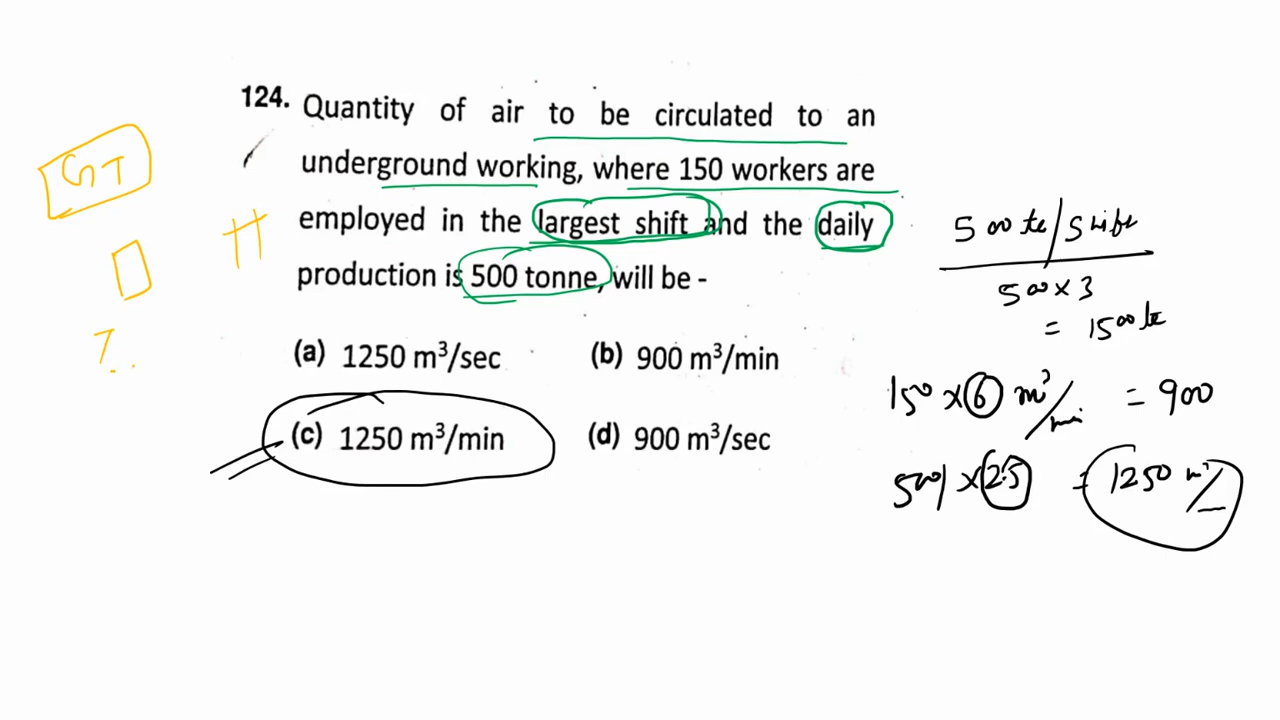 124. Quantity of air to be circulated to an
underground working, where 150 workers are
employed in the largest shift and the daily
production is 500 tonne, will be -
(a) 1250 m³/sec (b) 900 m³/min
(c) 1250 m³/min (d) 900 m³/sec
GT
500 te/Shift
500 x 3
= 1500 te
150 x 6 m³/min = 900
500 x 2.5 = 1250 m³/